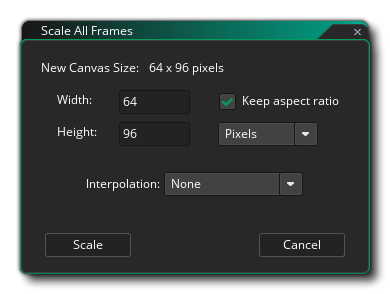 Scale All Frames
New Canvas Size: 64 x 96 pixels
Width: 64 Keep aspect ratio
Height: 96 Pixels
Interpolation: None
Scale Cancel